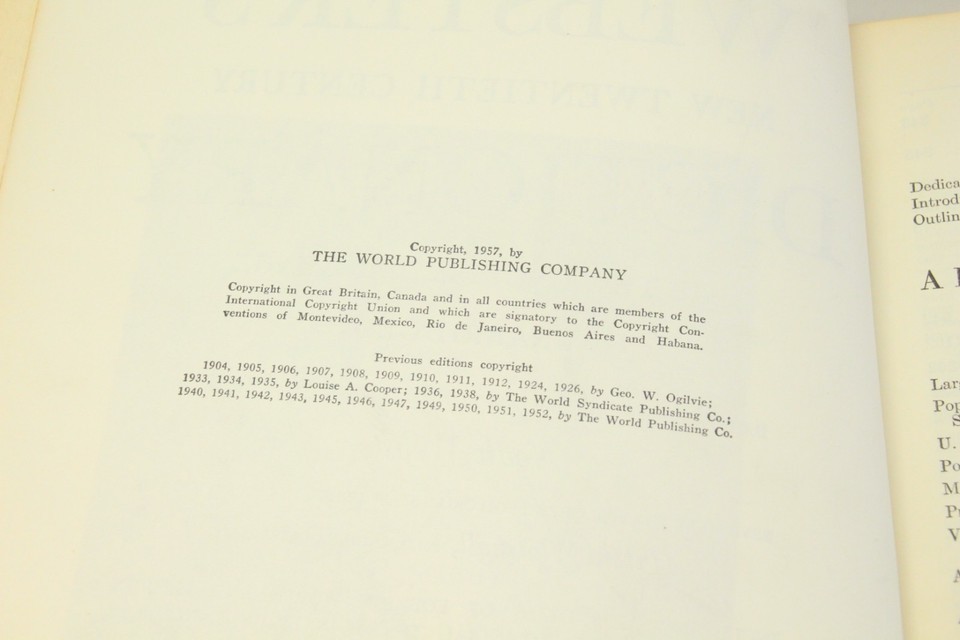 WEBSTER'S
NEW TWENTIETH CENTURY
Copyright, 1957, by
THE WORLD PUBLISHING COMPANY
Copyright in Great Britain, Canada and in all countries which are members of the
International Copyright Union and which are signatory to the Copyright Con-
ventions of Montevideo, Mexico, Rio de Janeiro, Buenos Aires and Habana.
Previous editions copyright
1904, 1905, 1906, 1907, 1908, 1909, 1910, 1911, 1912, 1924, 1926, by Geo. W. Ogilvie;
1933, 1934, 1935, by Louise A. Cooper; 1936, 1938, by The World Syndicate Publishing Co.;
1940, 1941, 1942, 1943, 1945, 1946, 1947, 1949, 1950, 1951, 1952, by The World Publishing Co.
Dedica
Introd
Outlin
A
Lar
Pop
S
U.
Po
M
Pr
V
A